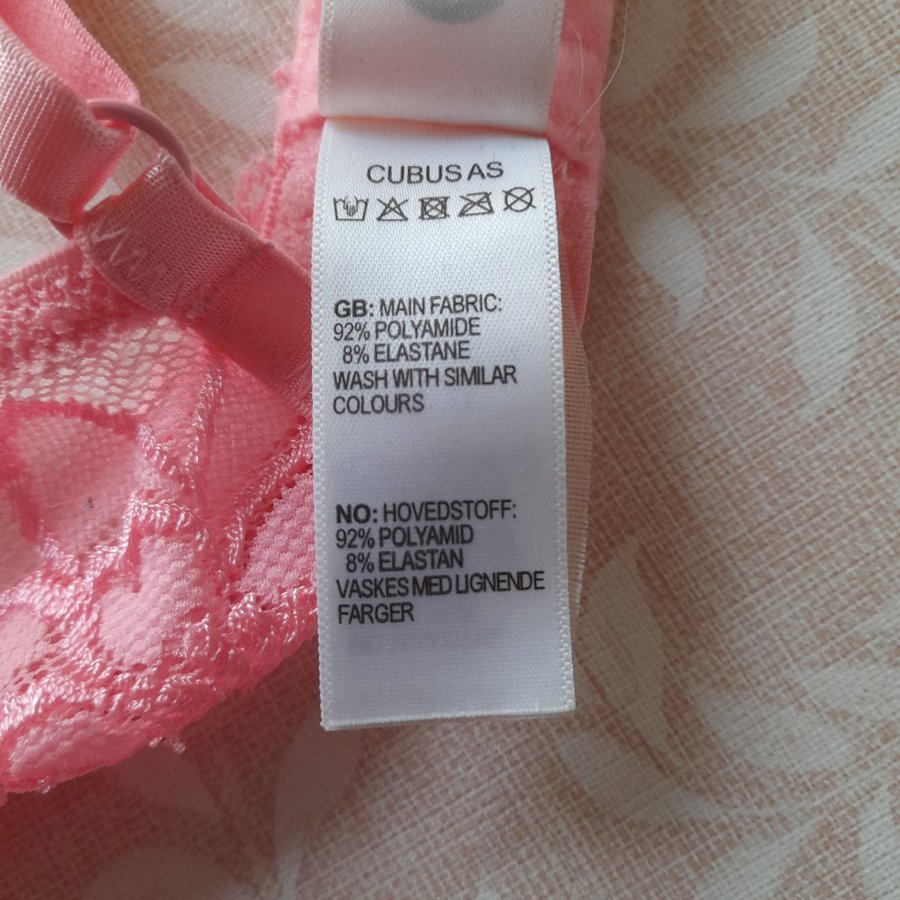 CUBUS AS
GB: MAIN FABRIC:
92% POLYAMIDE
8% ELASTANE
WASH WITH SIMILAR
COLOURS
NO: HOVEDSTOFF:
92% POLYAMID
8% ELASTAN
VASKES MED LIGNENDE
FARGER